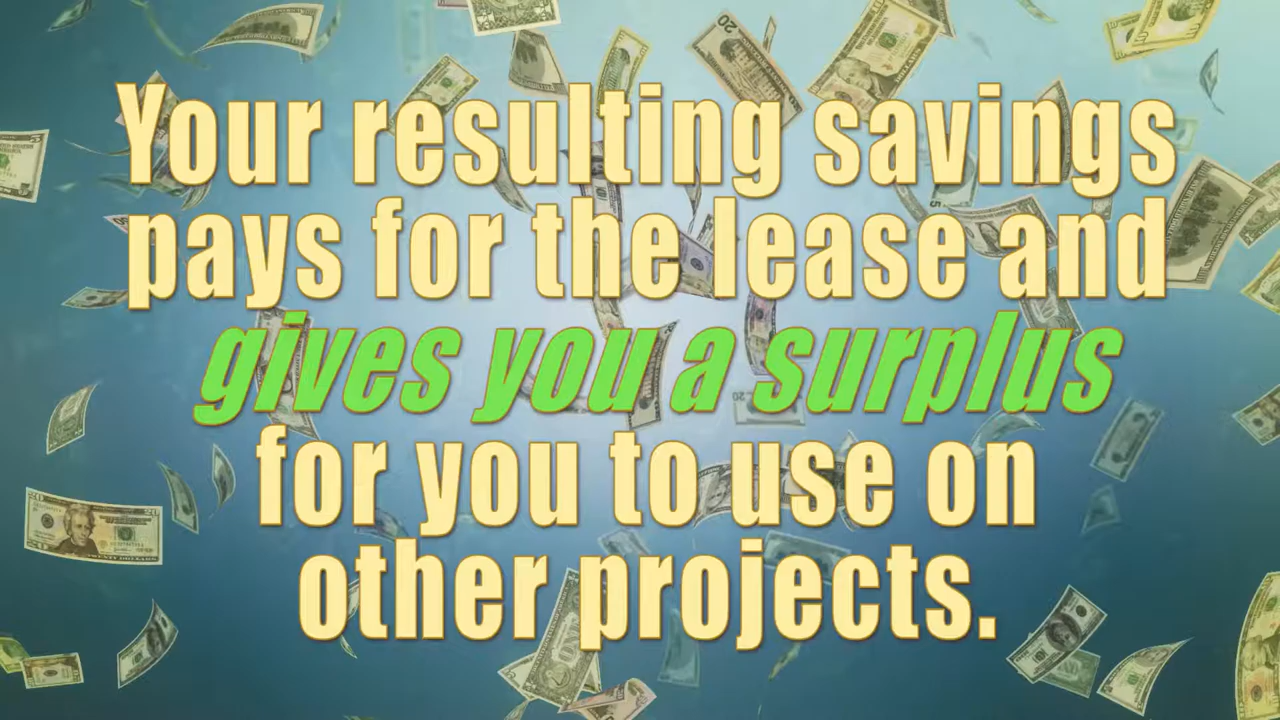 Your resulting savings
pays for the lease and
gives you a surplus
for you to use on
other projects.